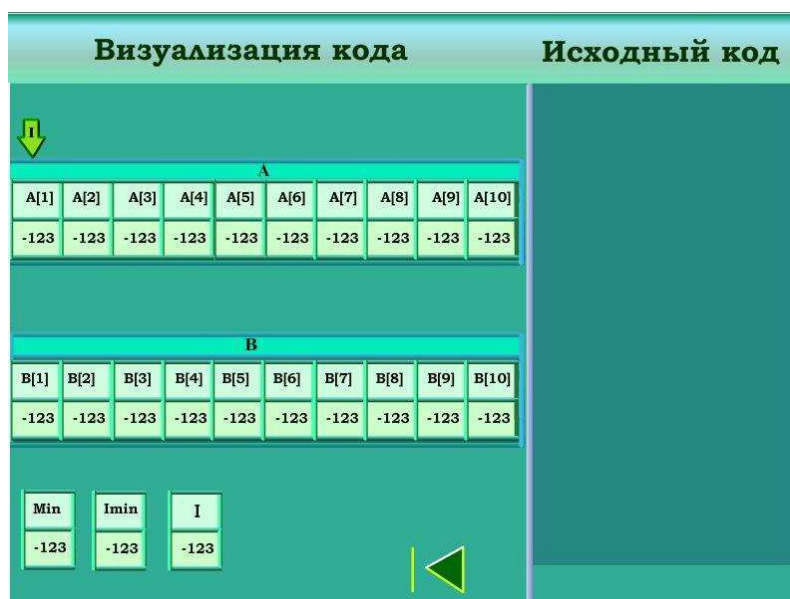 Визуализация кода Исходный код
I
A
A[1] A[2] A[3] A[4] A[5] A[6] A[7] A[8] A[9] A[10]
-123 -123 -123 -123 -123 -123 -123 -123 -123 -123
B
B[1] B[2] B[3] B[4] B[5] B[6] B[7] B[8] B[9] B[10]
-123 -123 -123 -123 -123 -123 -123 -123 -123 -123
Min Imin I
-123 -123 -123